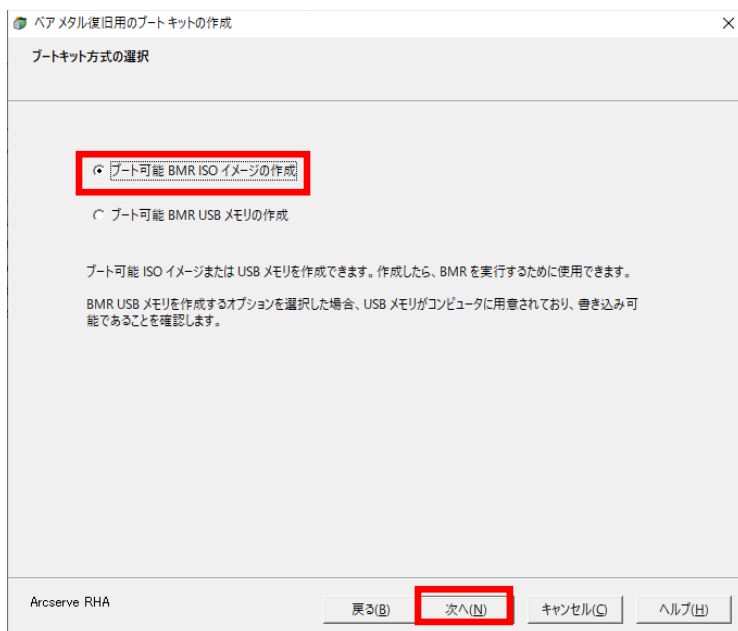 ベア メタル復旧用のブート キットの作成
ブートキット方式の選択
ブート可能 BMR ISO イメージの作成
ブート可能 BMR USB メモリの作成
ブート可能 ISO イメージまたは USB メモリを作成できます。作成したら、BMR を実行するために使用できます。
BMR USB メモリを作成するオプションを選択した場合、USB メモリがコンピュータに用意されており、書き込み可
能であることを確認します。
Arcserve RHA
戻る(B) 次へ(N) キャンセル(C) ヘルプ(H)